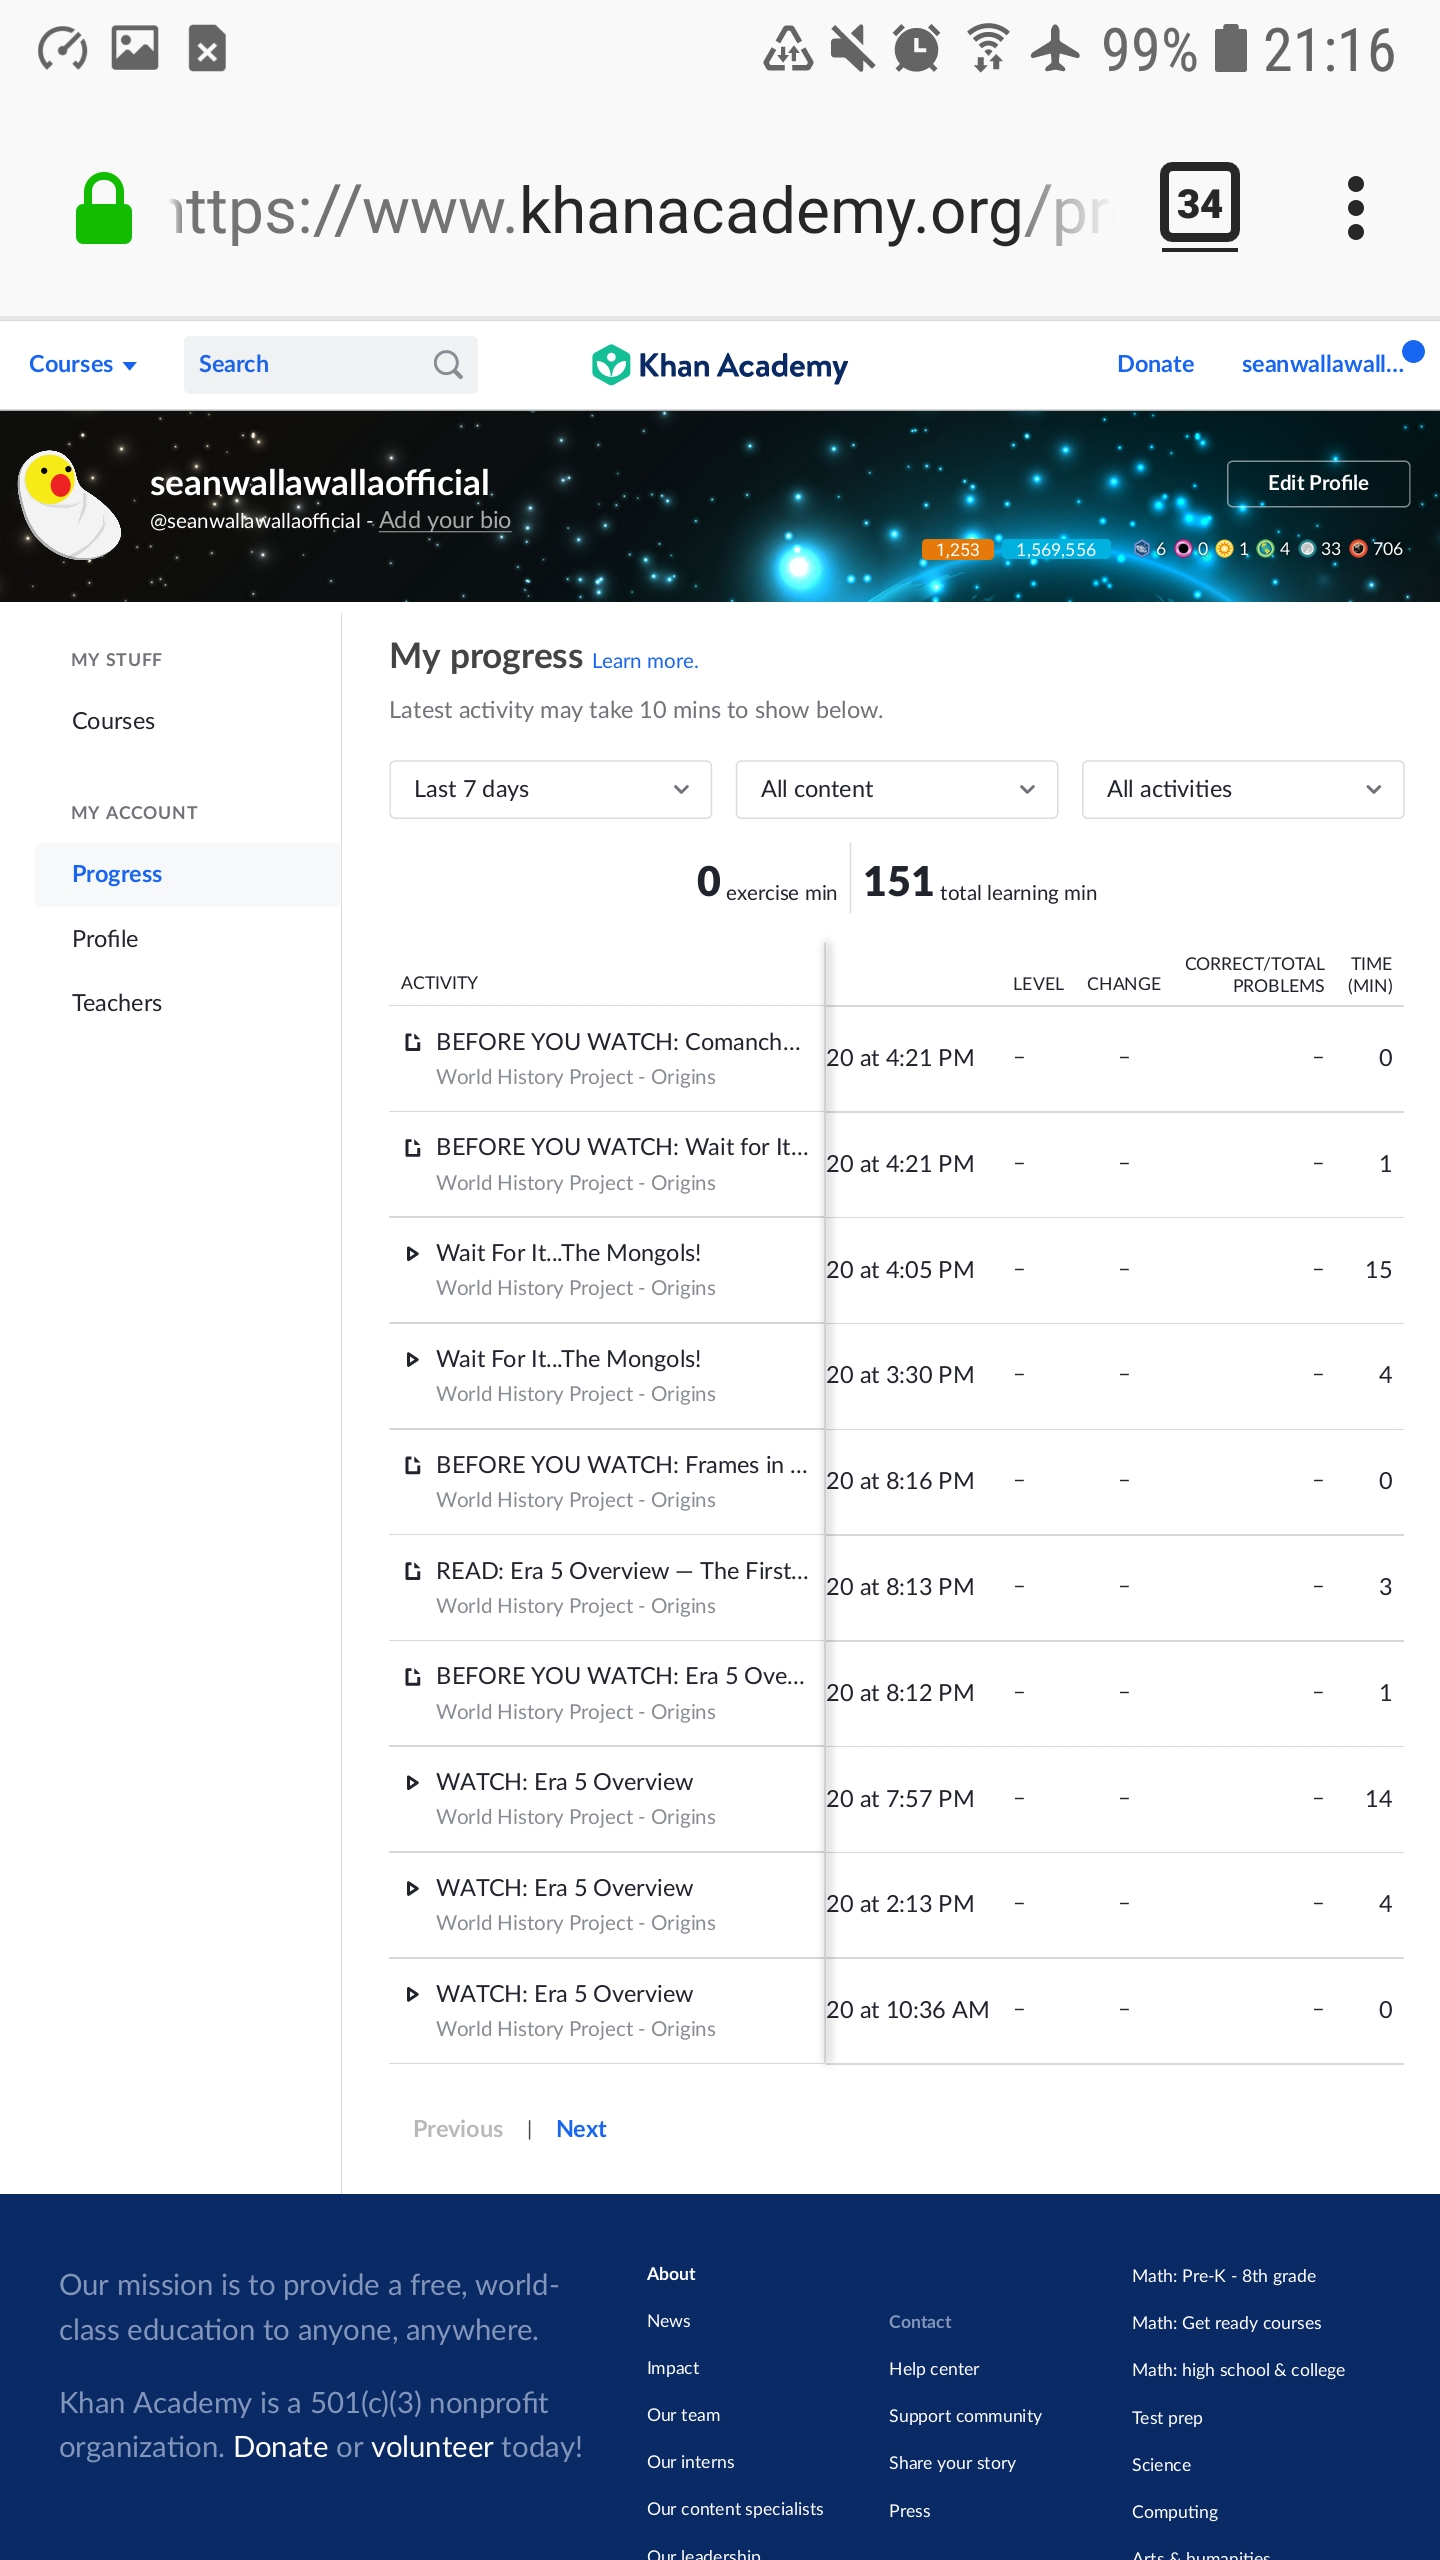 99% 21:16
https://www.khanacademy.org/pr
34
Courses
Search
Khan Academy
Donate
seanwallawall...
seanwallawallaofficial
@seanwallawallaofficial - Add your bio
Edit Profile
1,253
1,569,556
6 0 1 4 33 706
MY STUFF
Courses
MY ACCOUNT
Progress
Profile
Teachers
My progress Learn more.
Latest activity may take 10 mins to show below.
Last 7 days
All content
All activities
0 exercise min
151 total learning min
ACTIVITY LEVEL CHANGE CORRECT/TOTAL PROBLEMS TIME (MIN)
BEFORE YOU WATCH: Comanch... 20 at 4:21 PM – – – 0
World History Project - Origins
BEFORE YOU WATCH: Wait for It... 20 at 4:21 PM – – – 1
World History Project - Origins
Wait For It...The Mongols! 20 at 4:05 PM – – – 15
World History Project - Origins
Wait For It...The Mongols! 20 at 3:30 PM – – – 4
World History Project - Origins
BEFORE YOU WATCH: Frames in ... 20 at 8:16 PM – – – 0
World History Project - Origins
READ: Era 5 Overview — The First... 20 at 8:13 PM – – – 3
World History Project - Origins
BEFORE YOU WATCH: Era 5 Ove... 20 at 8:12 PM – – – 1
World History Project - Origins
WATCH: Era 5 Overview 20 at 7:57 PM – – – 14
World History Project - Origins
WATCH: Era 5 Overview 20 at 2:13 PM – – – 4
World History Project - Origins
WATCH: Era 5 Overview 20 at 10:36 AM – – – 0
World History Project - Origins
Previous | Next
Our mission is to provide a free, world-
class education to anyone, anywhere.
Khan Academy is a 501(c)(3) nonprofit
organization. Donate or volunteer today!
About
News
Impact
Our team
Our interns
Our content specialists
Our leadership
Contact
Help center
Support community
Share your story
Press
Math: Pre-K - 8th grade
Math: Get ready courses
Math: high school & college
Test prep
Science
Computing
Arts & humanities